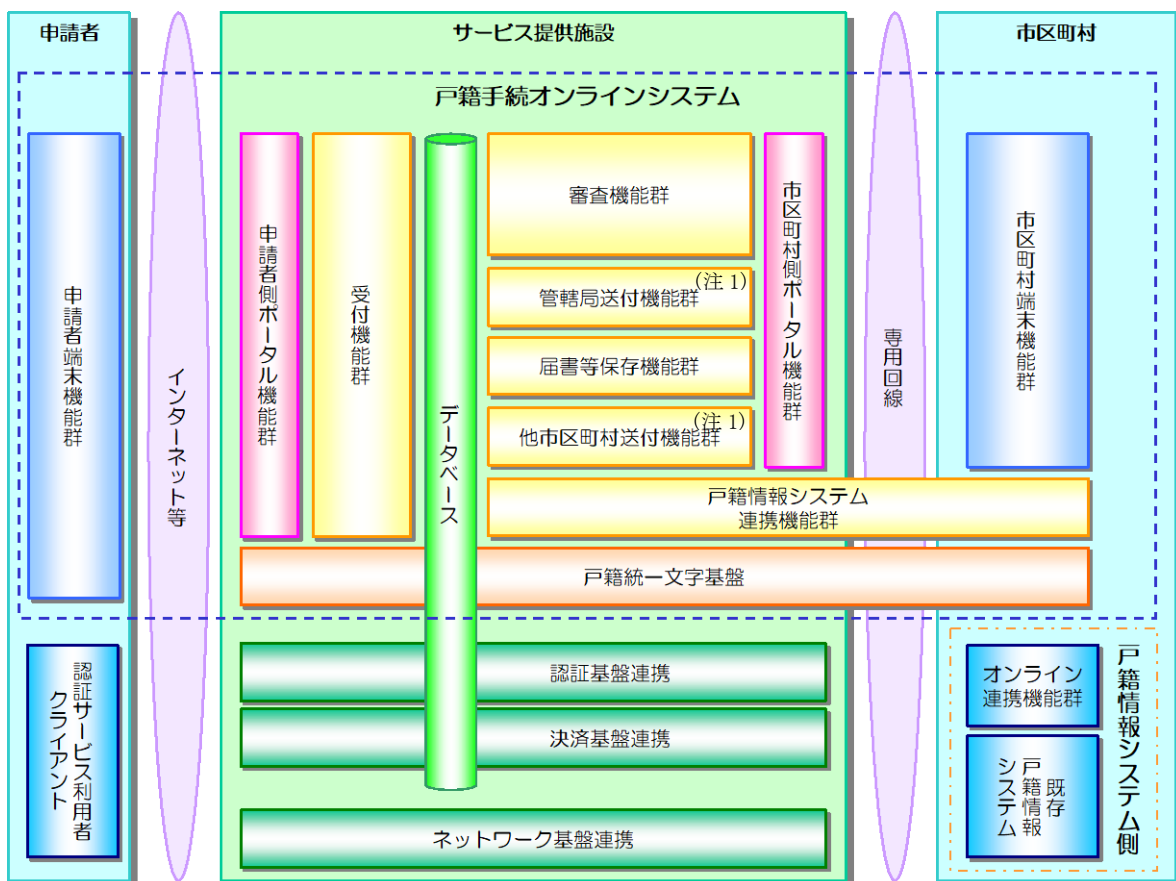 申請者
サービス提供施設
市区町村
戸籍手続オンラインシステム
申請者端末機能群
インターネット等
申請者側ポータル機能群
受付機能群
データベース
審査機能群
(注 1)
管轄局送付機能群
届書等保存機能群
(注 1)
他市区町村送付機能群
市区町村側ポータル機能群
専用回線
市区町村端末機能群
戸籍情報システム
連携機能群
戸籍統一文字基盤
認証サービス利用者
クライアント
認証基盤連携
決済基盤連携
ネットワーク基盤連携
オンライン
連携機能群
既存
戸籍情報
システム
戸籍情報システム側